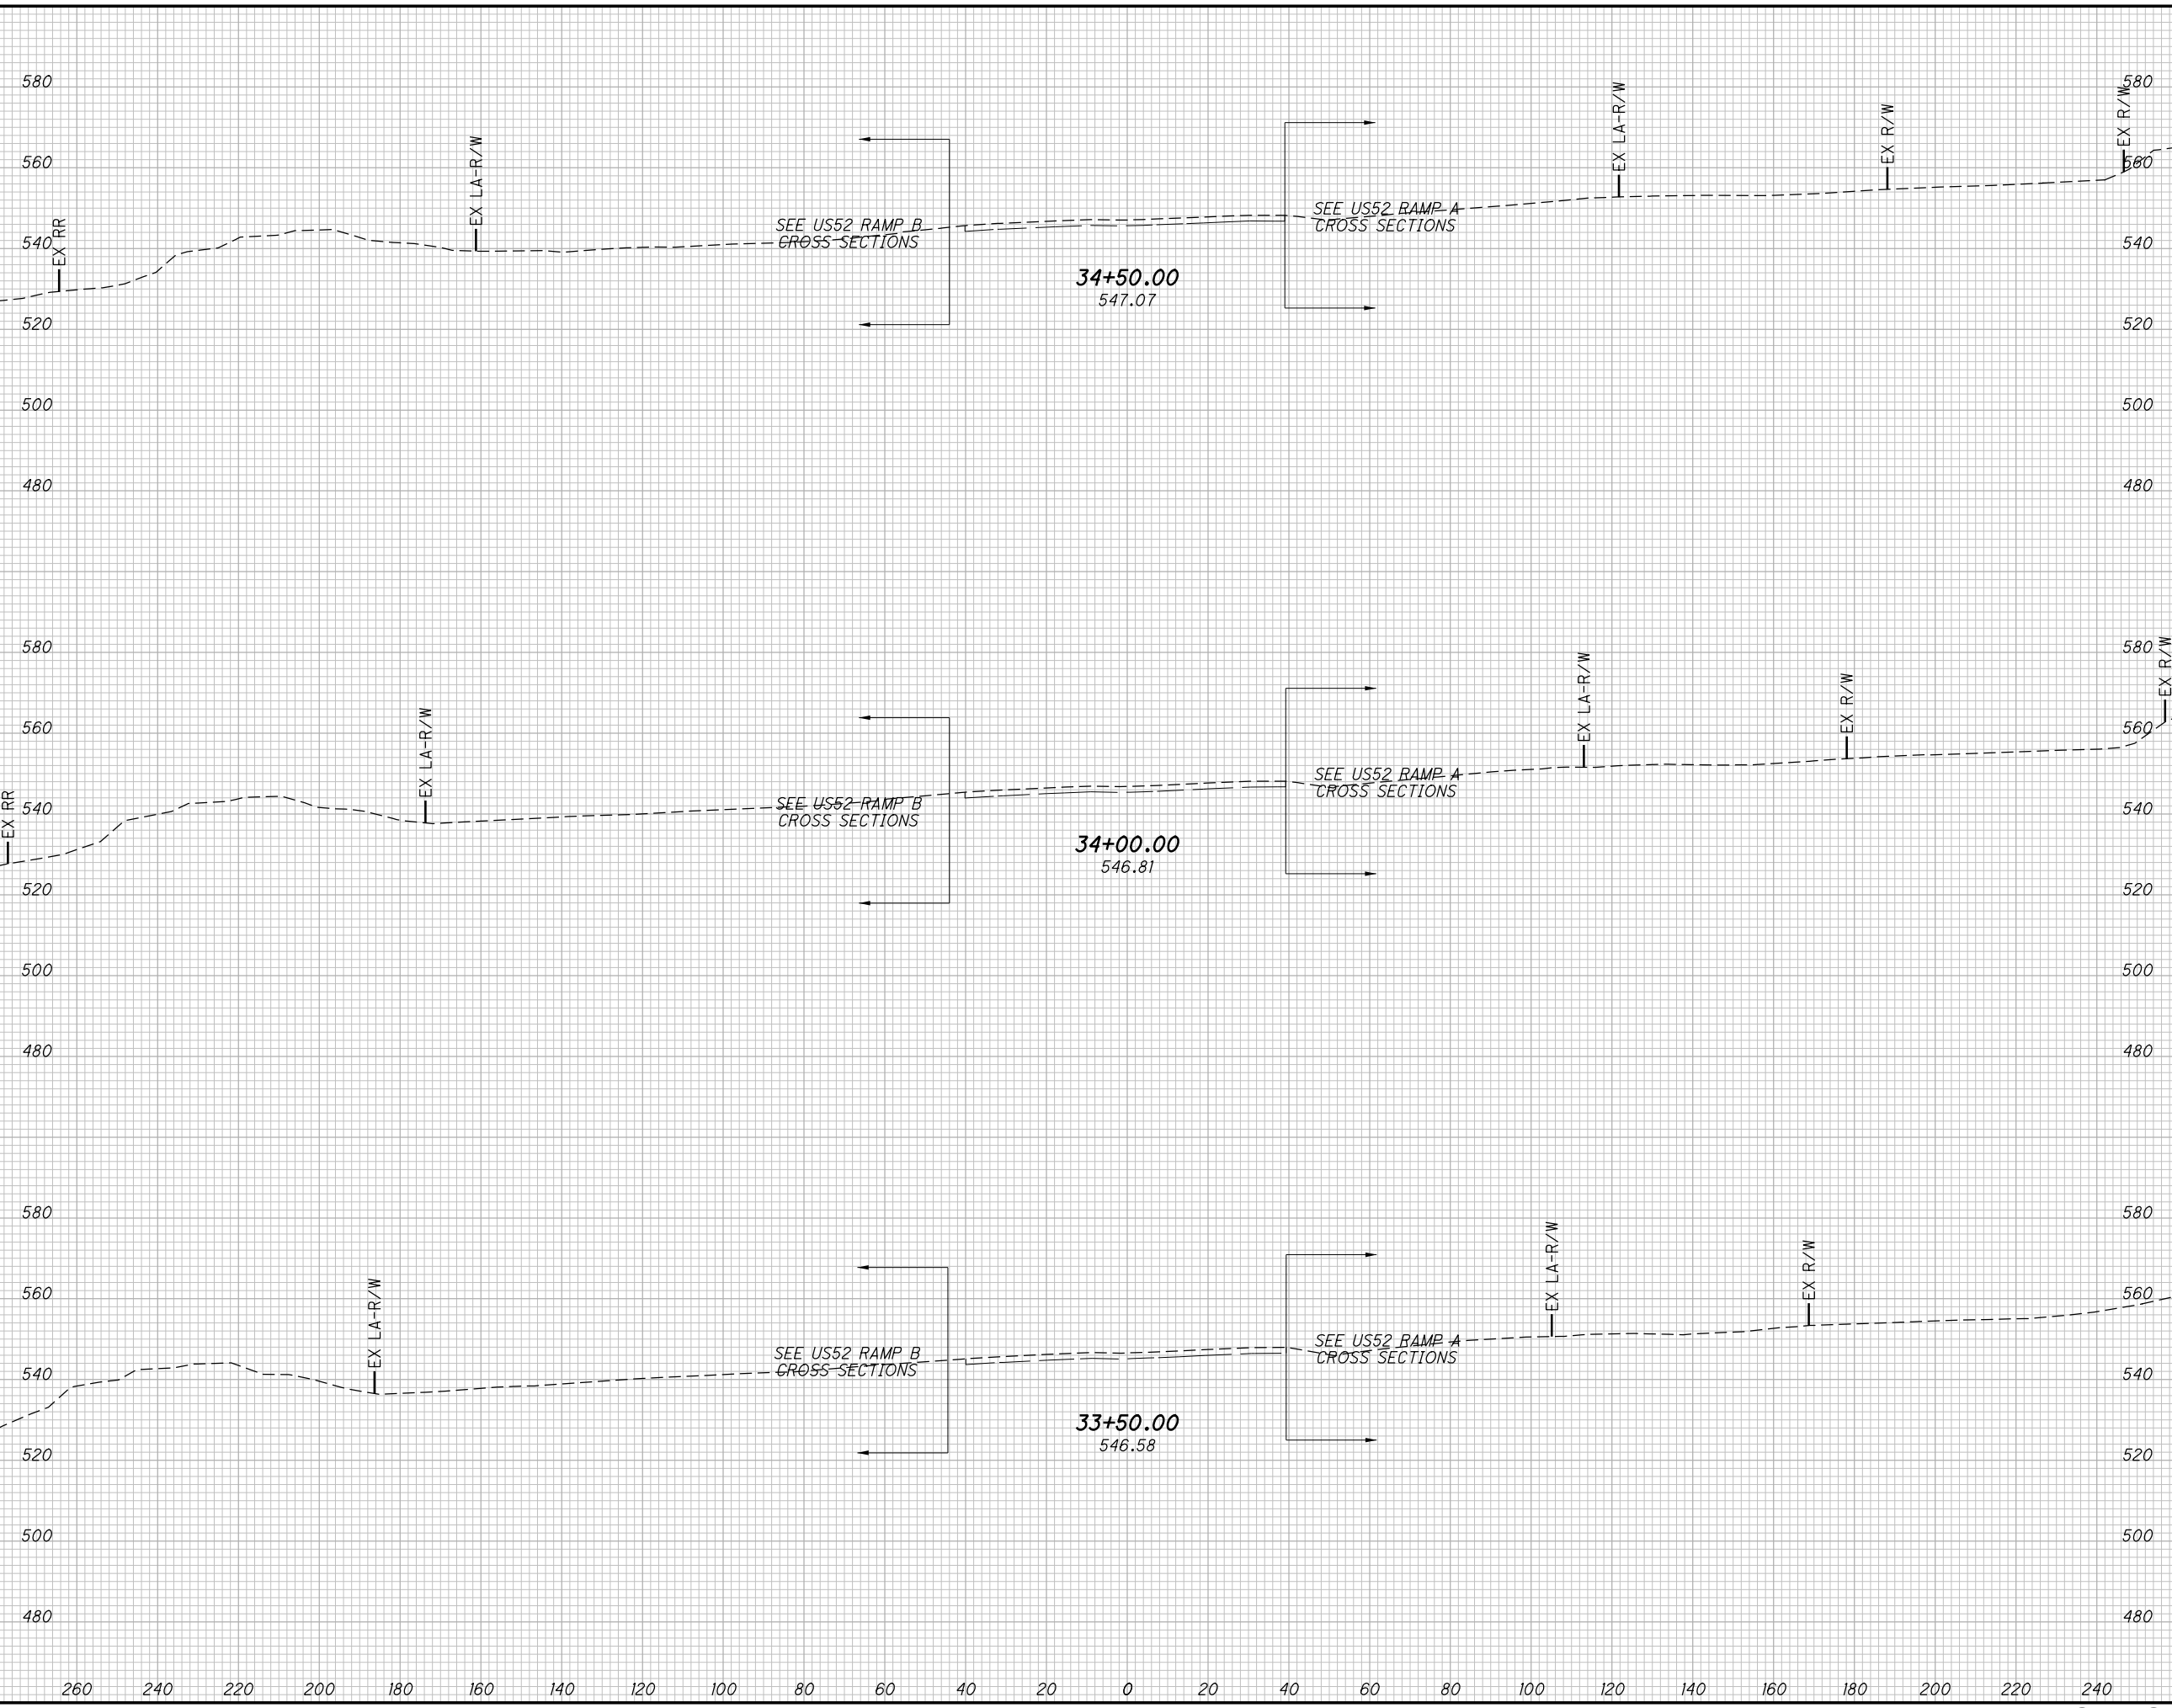 580
580
EX LA-R/W
EX R/W
EX R/W
EX LA-R/W
560
560
EX RR
SEE US52 RAMP B
CROSS SECTIONS
SEE US52 RAMP A
CROSS SECTIONS
540
540
34+50.00
547.07
520
520
500
500
480
480
580
580
EX R/W
EX LA-R/W
EX R/W
EX LA-R/W
560
560
SEE US52 RAMP A
CROSS SECTIONS
EX RR
540
SEE US52 RAMP B
CROSS SECTIONS
540
34+00.00
546.81
520
520
500
500
480
480
580
580
EX LA-R/W
EX R/W
EX LA-R/W
560
560
SEE US52 RAMP B
CROSS SECTIONS
SEE US52 RAMP A
CROSS SECTIONS
540
540
33+50.00
546.58
520
520
500
500
480
480
260 240 220 200 180 160 140 120 100 80 60 40 20 0 20 40 60 80 100 120 140 160 180 200 220 240